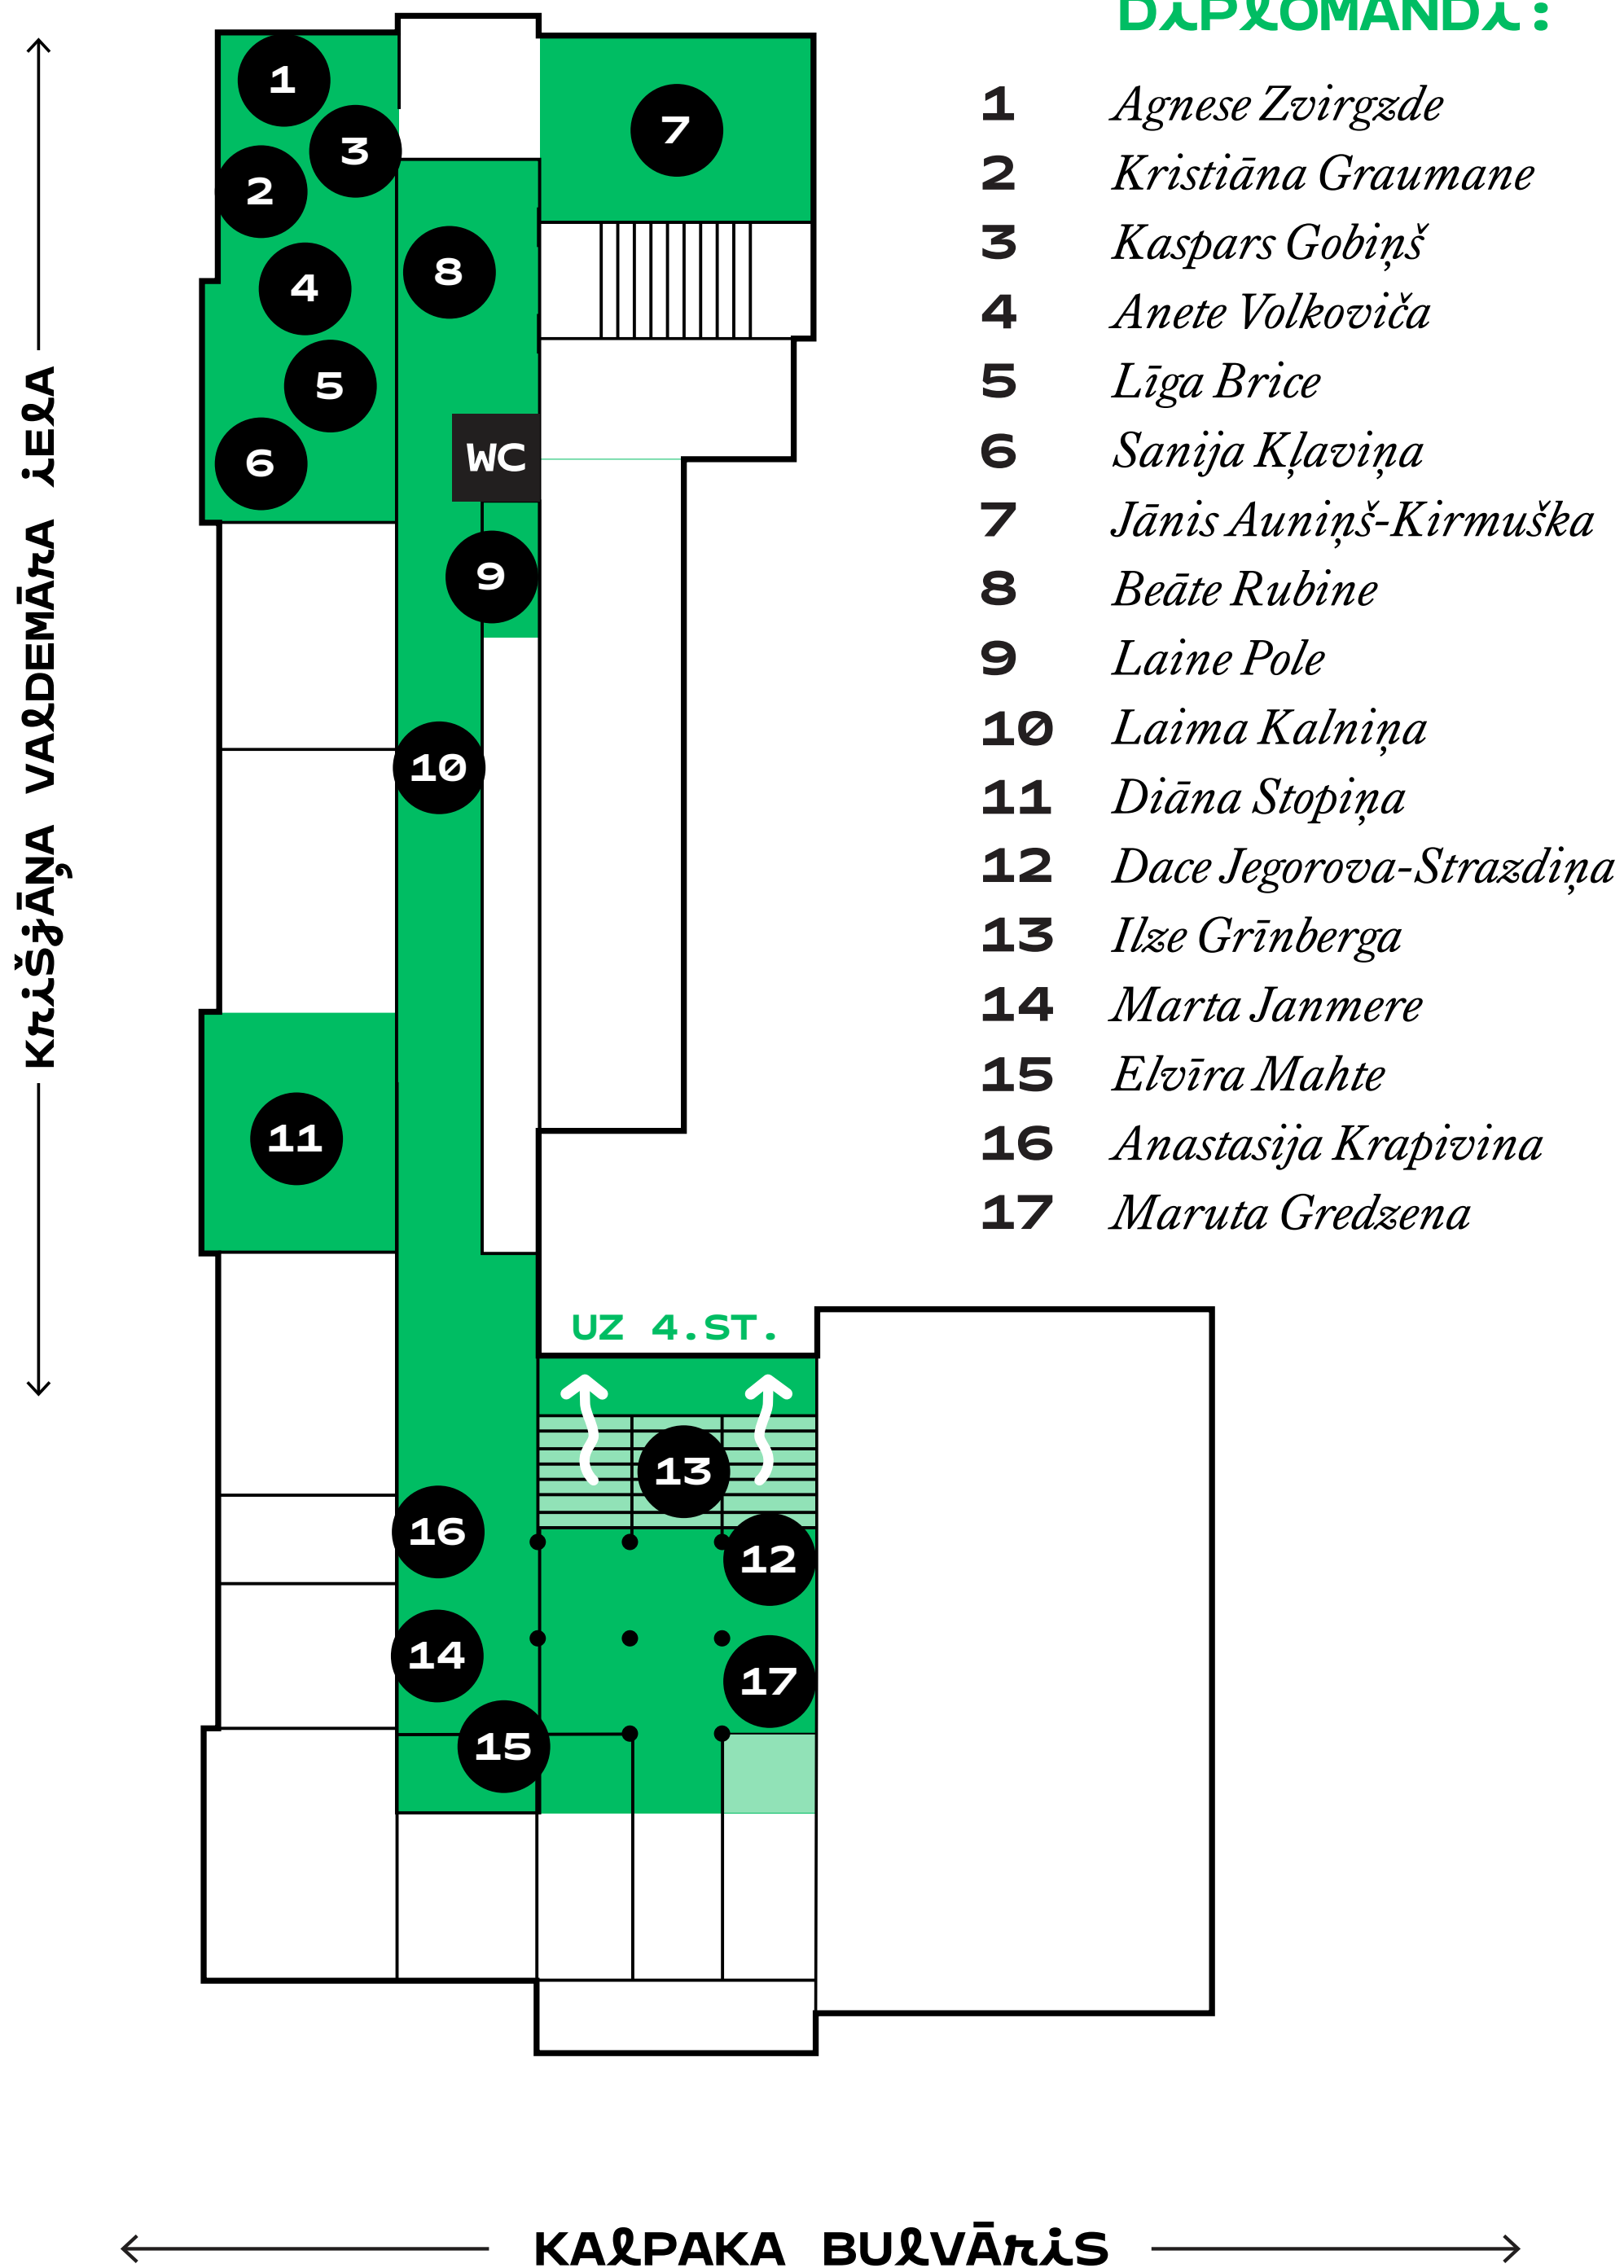 DiPLOMANDi:
1 Agnese Zvirgzde
2 Kristiāna Graumane
3 Kaspars Gobiņš
4 Anete Volkoviča
5 Līga Brice
6 Sanija Kļaviņa
7 Jānis Auniņš-Kirmuška
8 Beāte Rubine
9 Laine Pole
10 Laima Kalniņa
11 Diāna Stopiņa
12 Dace Jegorova-Strazdiņa
13 Ilze Grīnberga
14 Marta Janmere
15 Elvīra Mahte
16 Anastasija Krapivina
17 Maruta Gredzena
KrišjĀŅA VALDEMĀrA iELA
1
3
2
7
8
4
5
WC
6
9
10
11
UZ 4.ST.
13
16
12
14
17
15
KALPAKA BULVĀriS